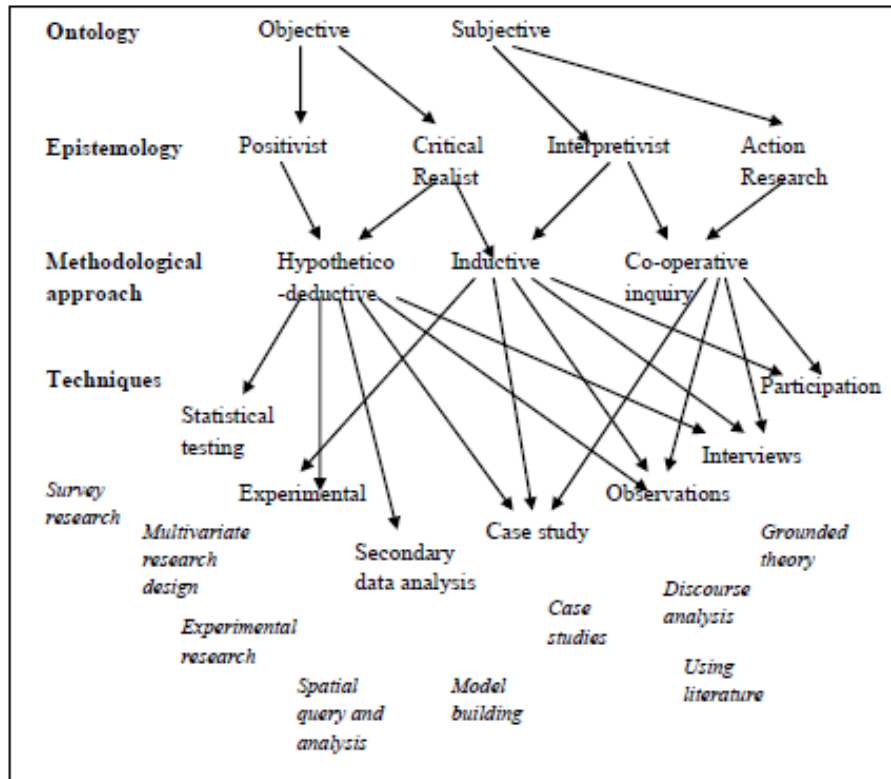 Ontology Objective Subjective
Epistemology Positivist Critical Interpretivist Action
Realist Research
Methodological Hypothetico Inductive Co-operative
approach -deductive inquiry
Techniques Participation
Statistical
testing Interviews
Survey Experimental Observations
research
Multivariate Case study Grounded
research Secondary theory
design data analysis Discourse
Case analysis
Experimental studies
research Using
Spatial Model literature
query and building
analysis